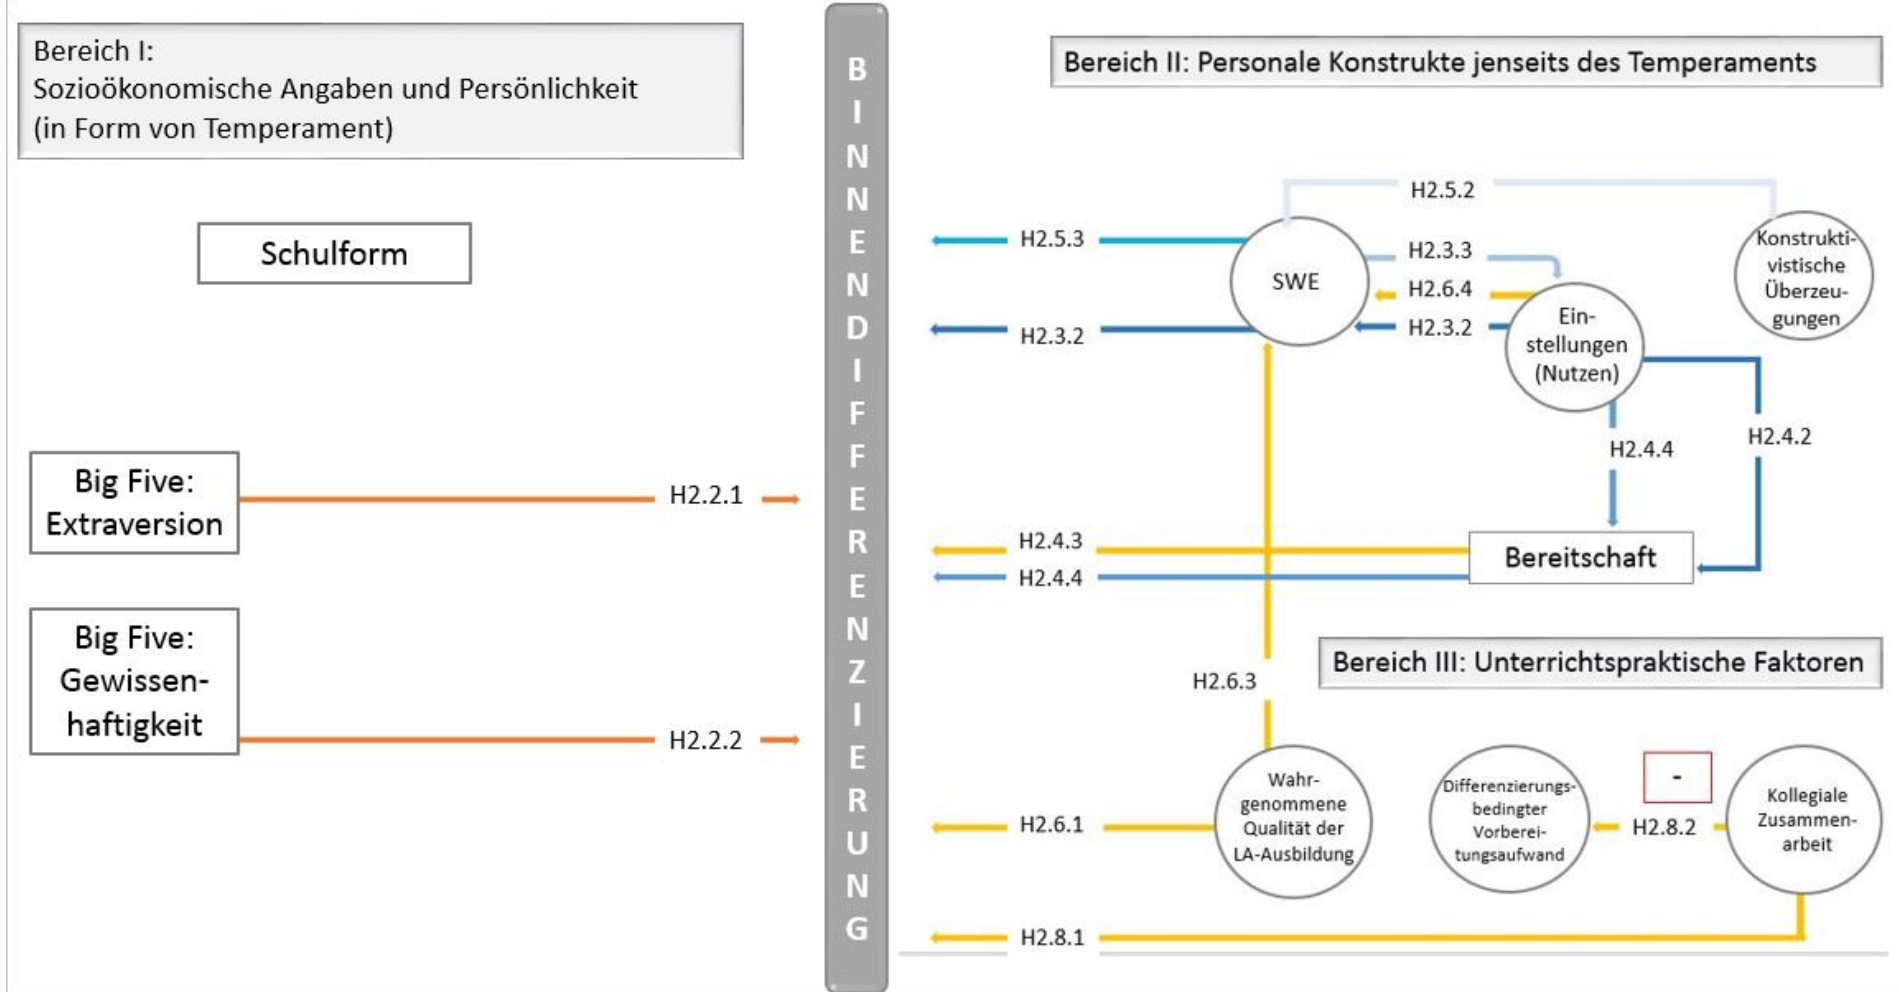 Bereich I:
Sozioökonomische Angaben und Persönlichkeit
(in Form von Temperament)
Schulform
Big Five:
Extraversion
H2.2.1
Big Five:
Gewissen-
haftigkeit
H2.2.2
B
I
N
N
E
N
D
I
F
F
E
R
E
N
Z
I
E
R
U
N
G
Bereich II: Personale Konstrukte jenseits des Temperaments
H2.5.2
H2.5.3
SWE
H2.3.3
H2.6.4
H2.3.2
Konstrukti-
vistische
Überzeu-
gungen
H2.3.2
Ein-
stellungen
(Nutzen)
H2.4.4
H2.4.2
H2.4.3
H2.4.4
Bereitschaft
Bereich III: Unterrichtspraktische Faktoren
H2.6.3
H2.6.1
Wahr-
genommene
Qualität der
LA-Ausbildung
Differenzierungs-
bedingter
Vorberei-
tungsaufwand
-
H2.8.2
Kollegiale
Zusammen-
arbeit
H2.8.1